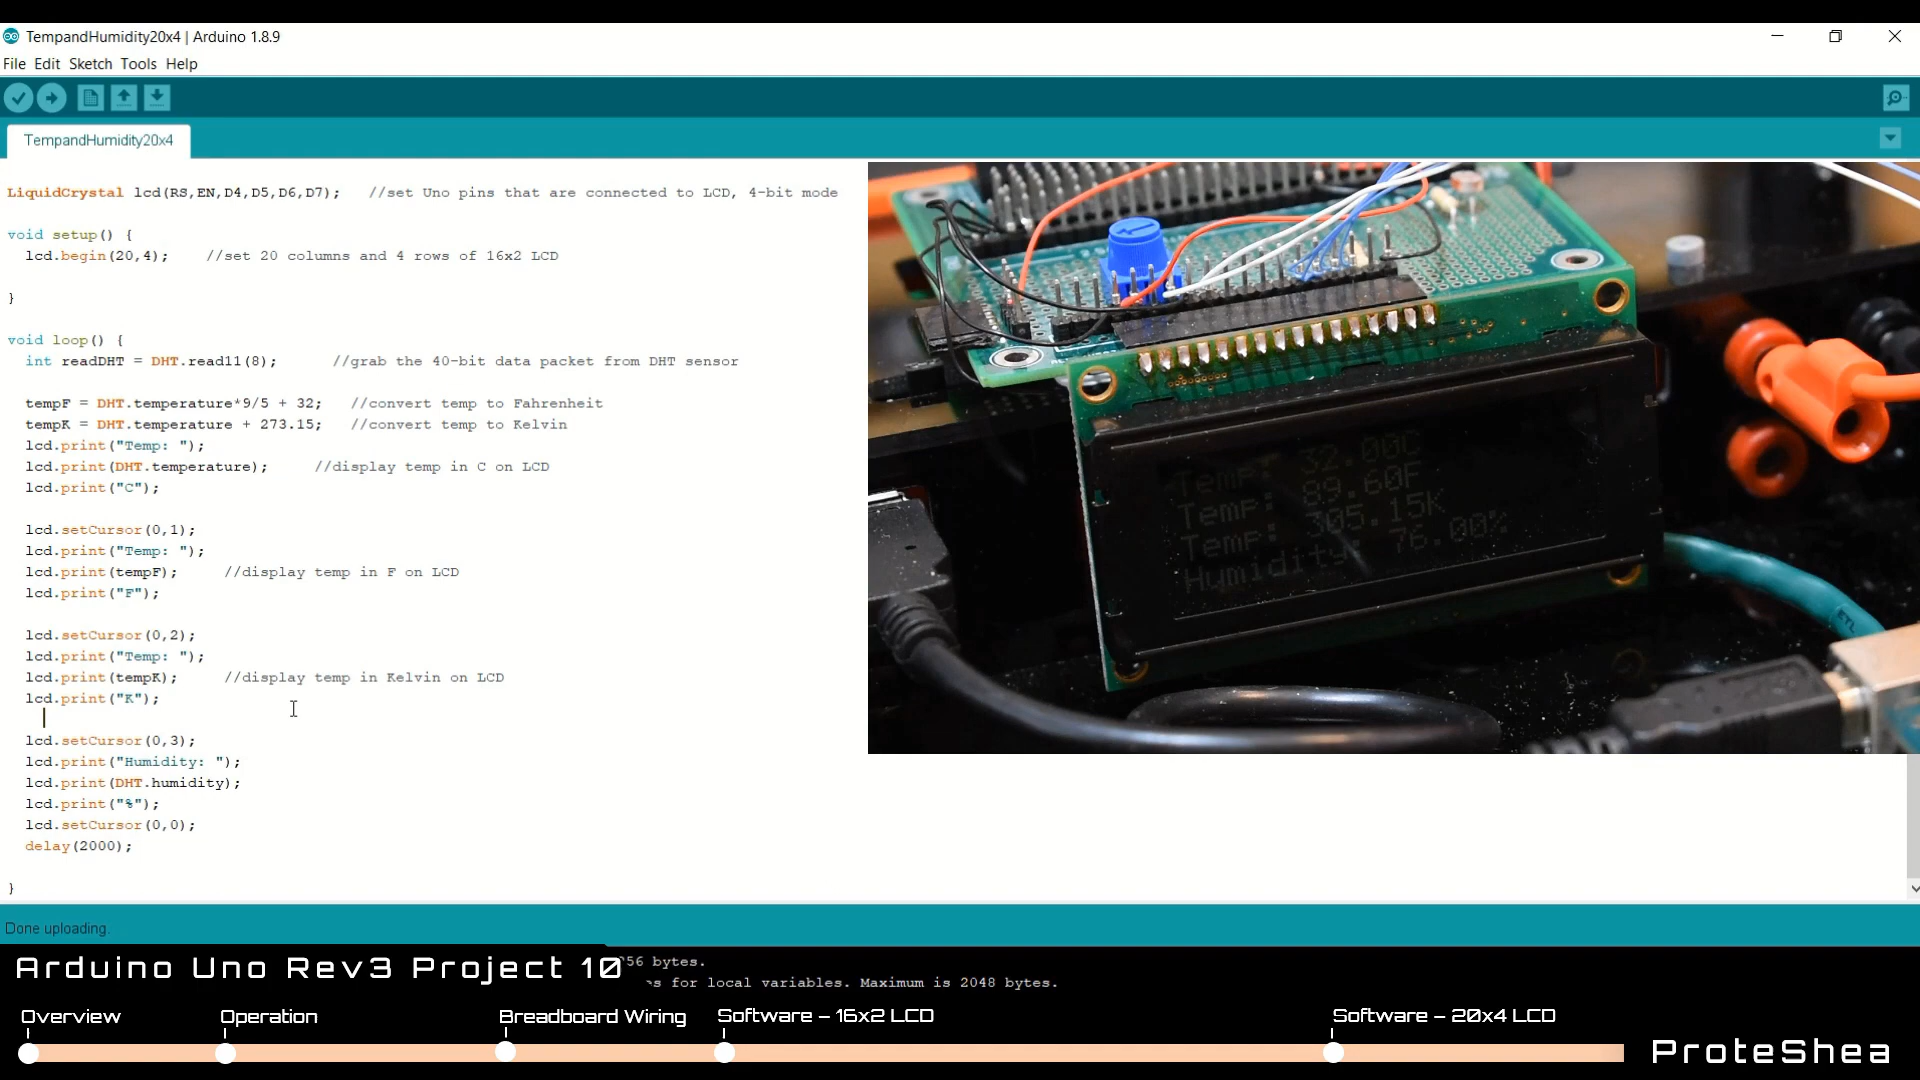 TempandHumidity20x4 | Arduino 1.8.9
File Edit Sketch Tools Help
TempandHumidity20x4
LiquidCrystal lcd(RS,EN,D4,D5,D6,D7);   //set Uno pins that are connected to LCD, 4-bit mode
void setup() {
lcd.begin(20,4);    //set 20 columns and 4 rows of 16x2 LCD
}
void loop() {
int readDHT = DHT.read11(8);      //grab the 40-bit data packet from DHT sensor
tempF = DHT.temperature*9/5 + 32;   //convert temp to Fahrenheit
tempK = DHT.temperature + 273.15;   //convert temp to Kelvin
lcd.print("Temp: ");
lcd.print(DHT.temperature);     //display temp in C on LCD
lcd.print("C");
lcd.setCursor(0,1);
lcd.print("Temp: ");
lcd.print(tempF);     //display temp in F on LCD
lcd.print("F");
lcd.setCursor(0,2);
lcd.print("Temp: ");
lcd.print(tempK);     //display temp in Kelvin on LCD
lcd.print("K");
lcd.setCursor(0,3);
lcd.print("Humidity: ");
lcd.print(DHT.humidity);
lcd.print("%");
lcd.setCursor(0,0);
delay(2000);
}
Temp: 32.00C
Temp: 89.60F
Temp: 305.15K
Humidity: 76.00%
ETL
Done uploading.
56 bytes.
for local variables. Maximum is 2048 bytes.
Arduino Uno Rev3 Project 10
Overview
Operation
Breadboard Wiring
Software – 16x2 LCD
Software – 20x4 LCD
ProteShea